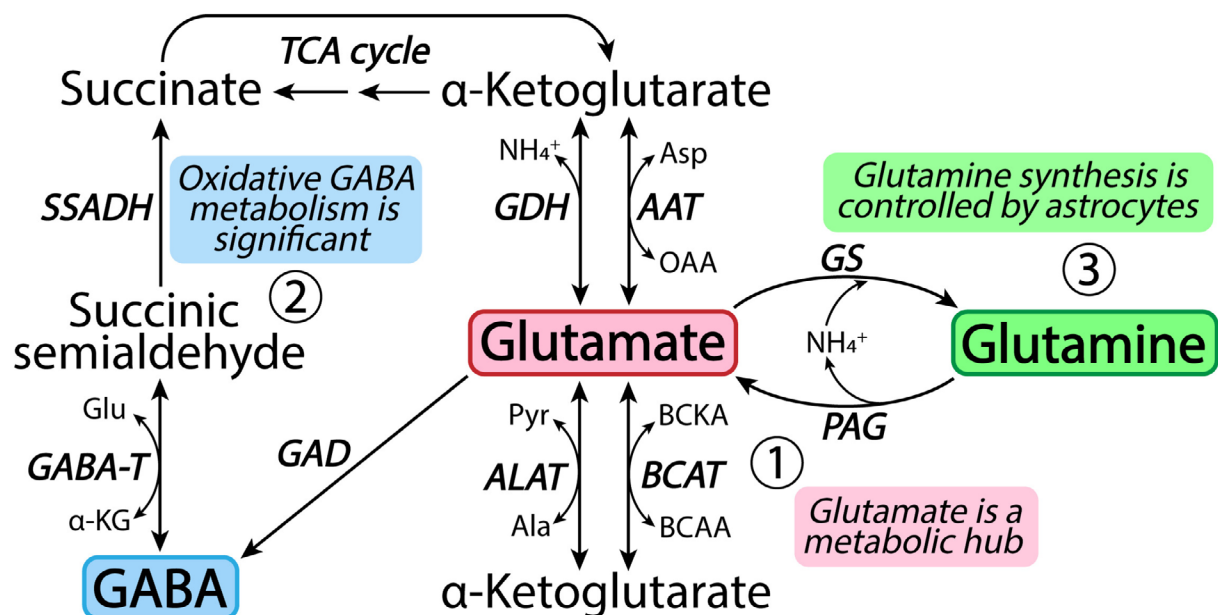 TCA cycle
Succinate
α-Ketoglutarate
NH₄⁺
Asp
SSADH
Oxidative GABA
metabolism is
significant
GDH
AAT
Glutamine synthesis is
controlled by astrocytes
OAA
GS
③
②
Succinic
semialdehyde
Glutamate
NH₄⁺
Glutamine
Glu
Pyr
BCKA
PAG
GABA-T
GAD
ALAT
BCAT
①
α-KG
Ala
BCAA
Glutamate is a
metabolic hub
GABA
α-Ketoglutarate